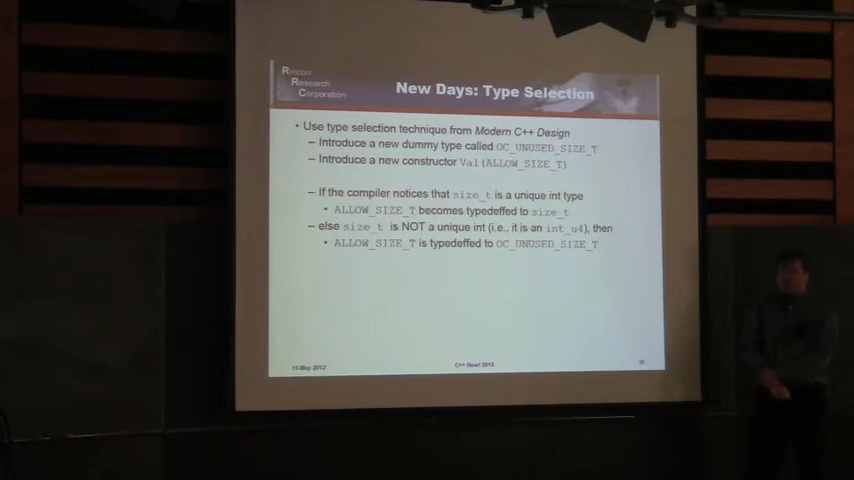 Rincon
Research
Corporation
New Days: Type Selection
• Use type selection technique from Modern C++ Design
– Introduce a new dummy type called OC_UNUSED_SIZE_T
– Introduce a new constructor Val(ALLOW_SIZE_T)
– If the compiler notices that size_t is a unique int type
• ALLOW_SIZE_T becomes typedeffed to size_t
– else size_t is NOT a unique int (i.e., it is an int_u4), then
• ALLOW_SIZE_T is typedeffed to OC_UNUSED_SIZE_T
15 May 2013
C++ Now! 2013